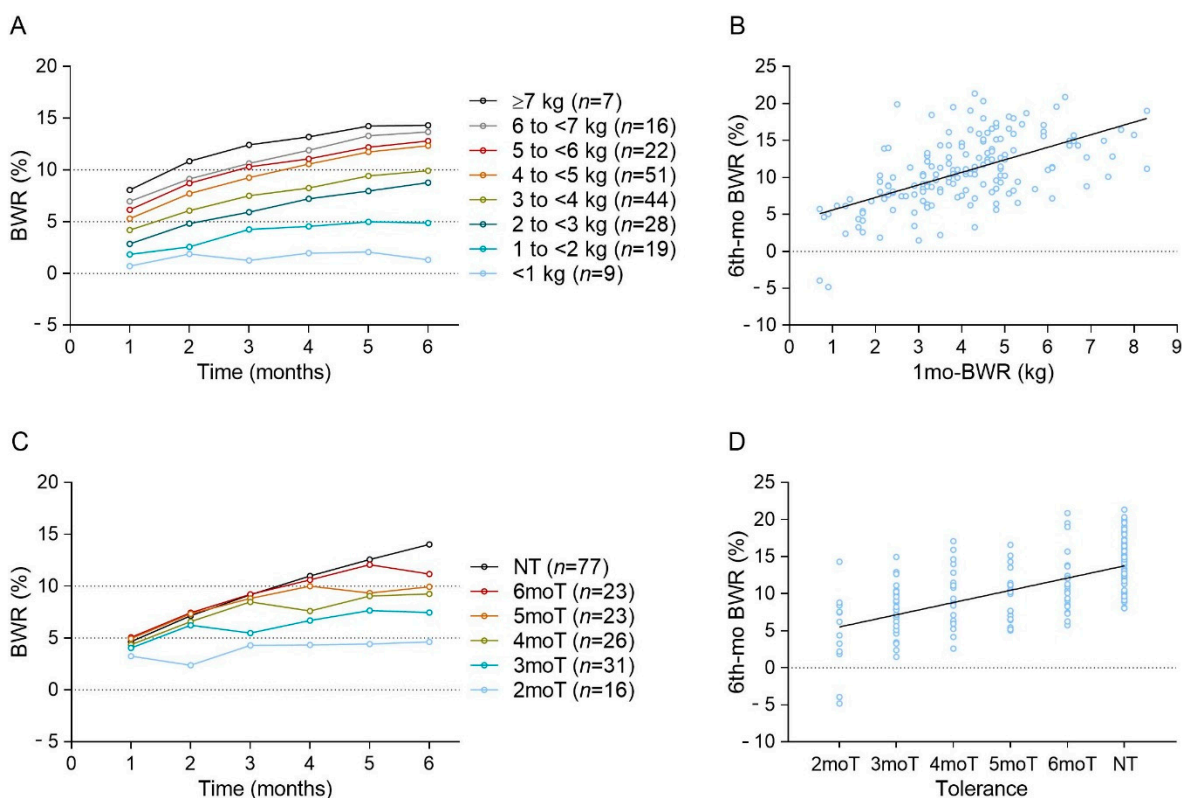 A
BWR (%)
20
15
10
5
0
- 5
0 1 2 3 4 5 6
Time (months)
≥7 kg (n=7)
6 to <7 kg (n=16)
5 to <6 kg (n=22)
4 to <5 kg (n=51)
3 to <4 kg (n=44)
2 to <3 kg (n=28)
1 to <2 kg (n=19)
<1 kg (n=9)
B
6th-mo BWR (%)
25
20
15
10
5
0
- 5
- 10
0 1 2 3 4 5 6 7 8 9
1mo-BWR (kg)
C
BWR (%)
20
15
10
5
0
- 5
0 1 2 3 4 5 6
Time (months)
NT (n=77)
6moT (n=23)
5moT (n=23)
4moT (n=26)
3moT (n=31)
2moT (n=16)
D
6th-mo BWR (%)
25
20
15
10
5
0
- 5
- 10
2moT 3moT 4moT 5moT 6moT NT
Tolerance